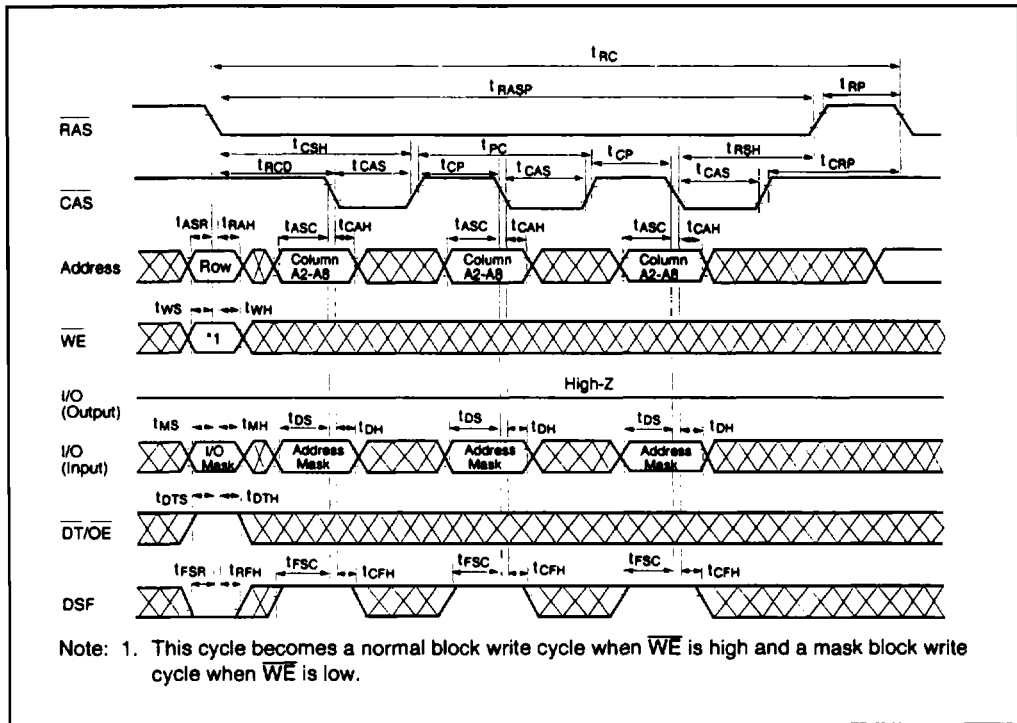 tRC
tRASP
tRP
RAS
tCSH
tPC
tCP
tRSH
tRCD
tCAS
tCP
tCAS
tCAS
tCRP
CAS
tASR
tRAH
tASC
tCAH
tASC
tCAH
tASC
tCAH
Address
Row
Column
A2-A8
Column
A2-A8
Column
A2-A8
tWS
tWH
WE
*1
High-Z
I/O
(Output)
tMS
tMH
tDS
tDH
tDS
tDH
tDS
tDH
I/O
(Input)
I/O
Mask
Address
Mask
Address
Mask
Address
Mask
tDTS
tDTH
DT/OE
tFSR
tRFH
tFSC
tCFH
tFSC
tCFH
tFSC
tCFH
DSF
Note: 1. This cycle becomes a normal block write cycle when WE is high and a mask block write
cycle when WE is low.